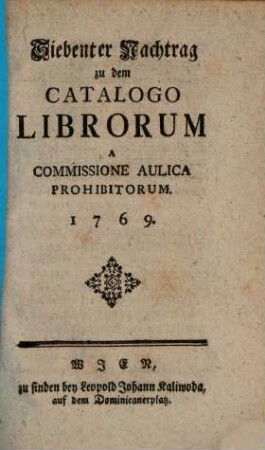 Siebenter Nachtrag
zu dem
CATALOGO
LIBRORUM
A
COMMISSIONE AULICA
PROHIBITORUM.
1769.
WIEN,
zu finden bey Leopold Johann Kaliwoda,
auf dem Dominicanerplatz.